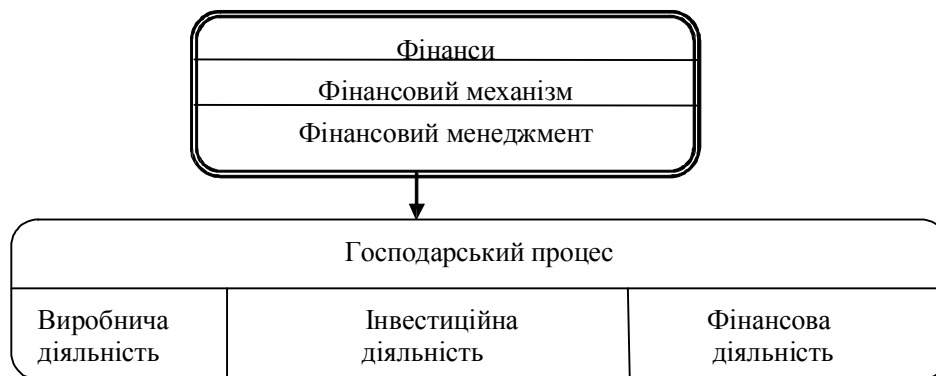 Фінанси
Фінансовий механізм
Фінансовий менеджмент
Господарський процес
Виробнича
діяльність
Інвестиційна
діяльність
Фінансова
діяльність